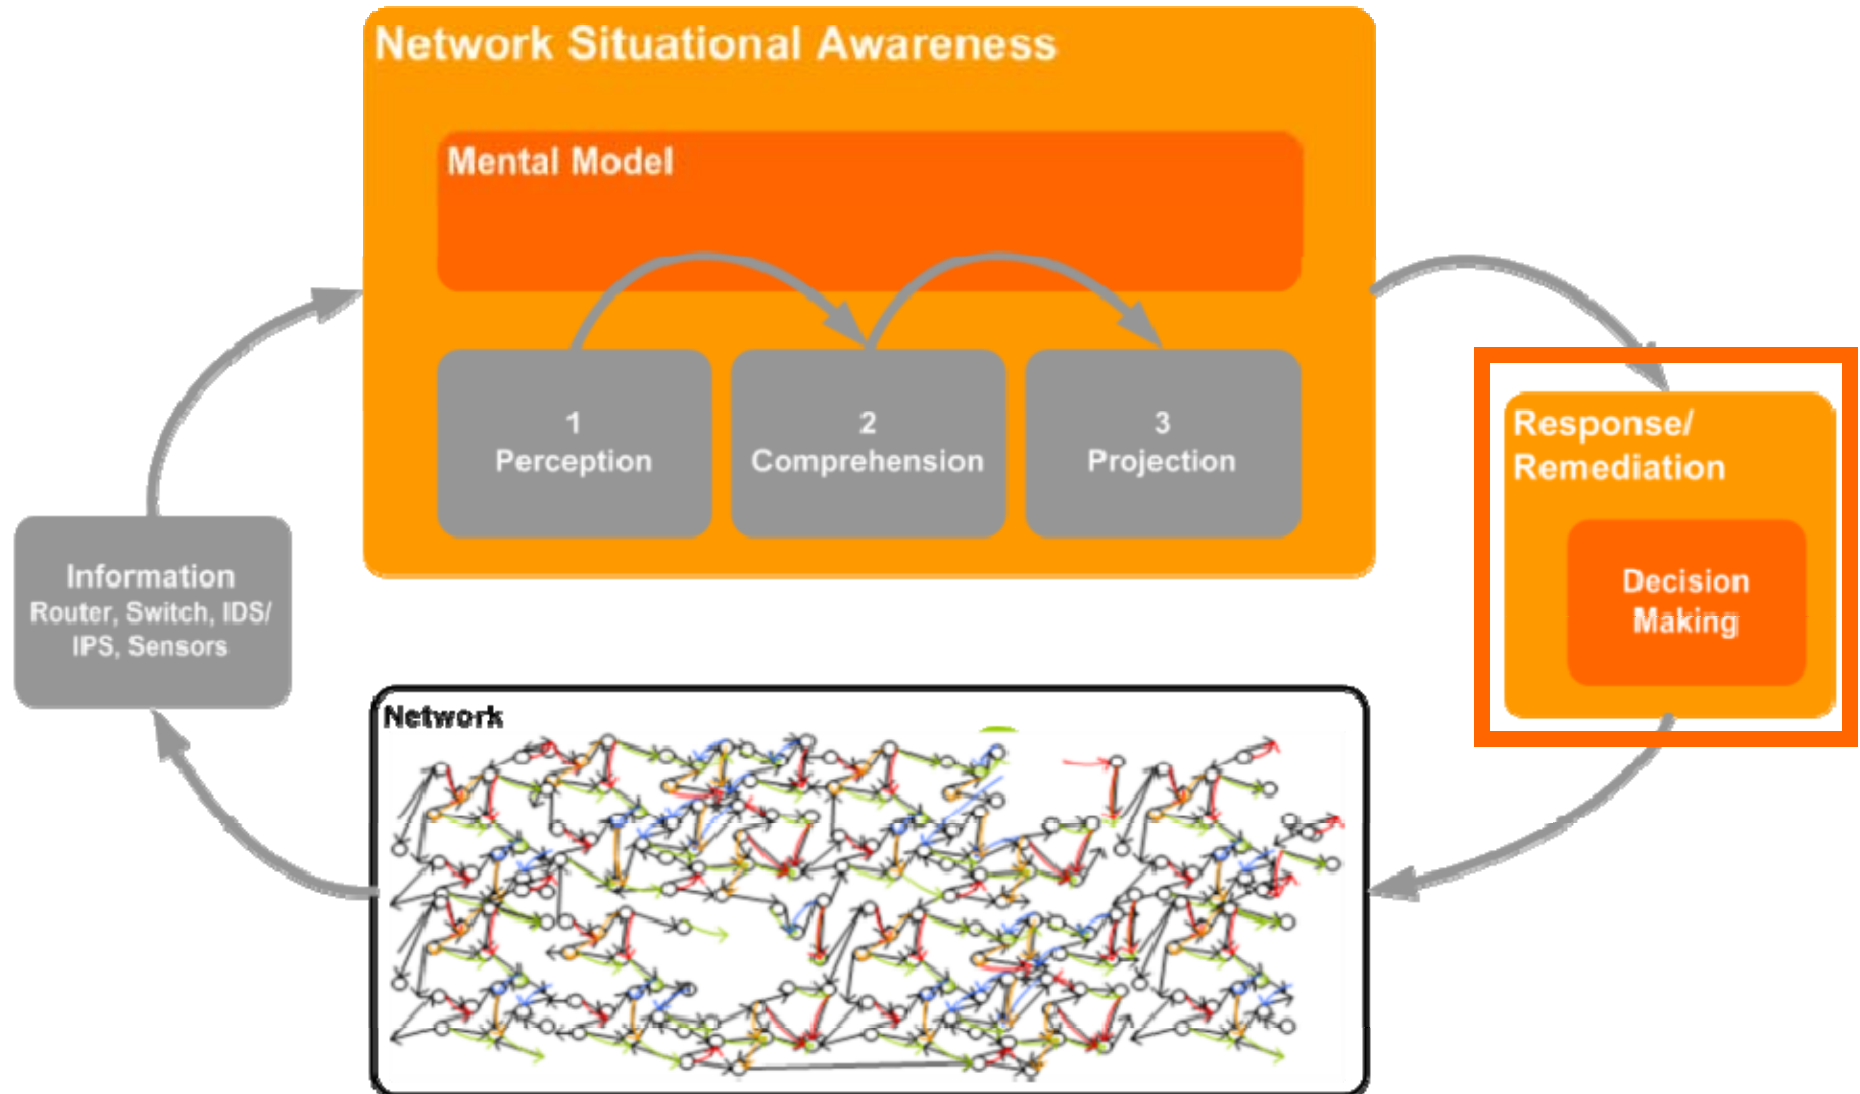 Network Situational Awareness
Mental Model
1
Perception
2
Comprehension
3
Projection
Response/
Remediation
Decision
Making
Information
Router, Switch, IDS/
IPS, Sensors
Network